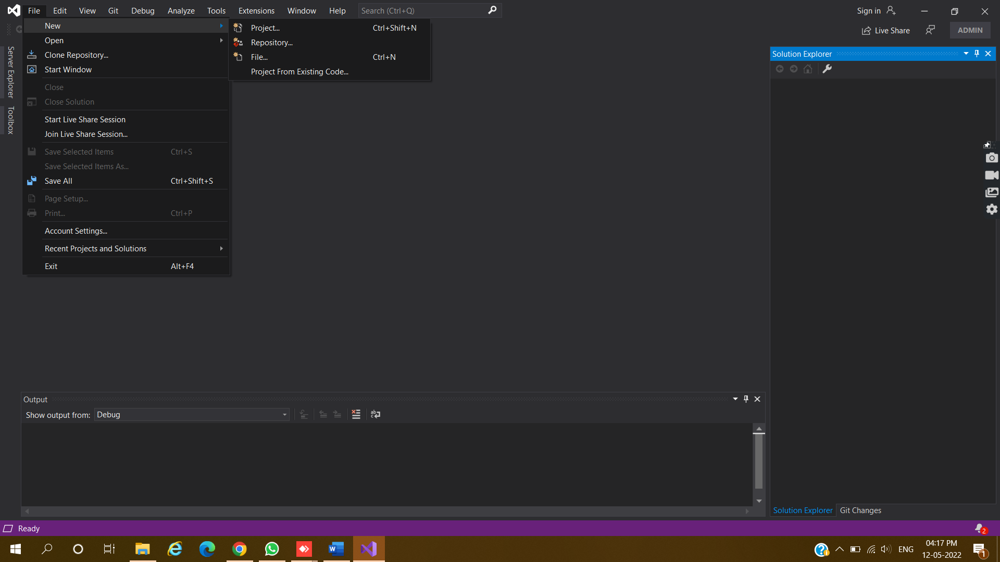 File Edit View Git Debug Analyze Tools Extensions Window Help Search (Ctrl+Q) Sign in
Live Share ADMIN
New
Open
Clone Repository...
Start Window
Close
Close Solution
Start Live Share Session
Join Live Share Session...
Save Selected Items Ctrl+S
Save Selected Items As...
Save All Ctrl+Shift+S
Page Setup...
Print... Ctrl+P
Account Settings...
Recent Projects and Solutions
Exit Alt+F4
Project... Ctrl+Shift+N
Repository...
File... Ctrl+N
Project From Existing Code...
Server Explorer
Toolbox
Solution Explorer
Output
Show output from: Debug
Solution Explorer Git Changes
Ready 2
ENG
04:17 PM
12-05-2022
1